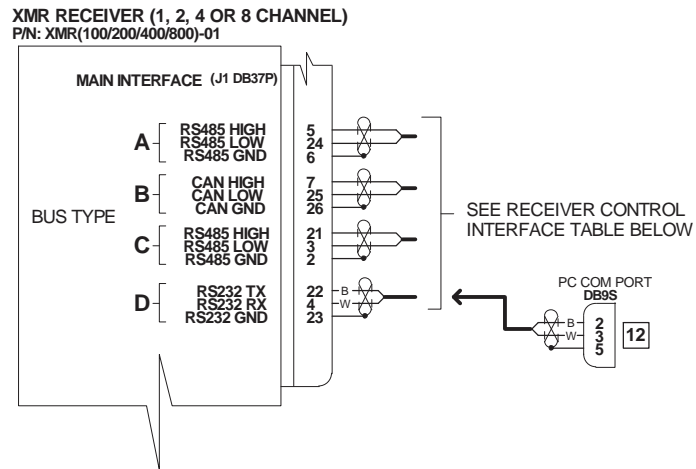 XMR RECEIVER (1, 2, 4 OR 8 CHANNEL)
P/N: XMR(100/200/400/800)-01
MAIN INTERFACE (J1 DB37P)
BUS TYPE
A
RS485 HIGH 5
RS485 LOW 24
RS485 GND 6
B
CAN HIGH 7
CAN LOW 25
CAN GND 26
C
RS485 HIGH 21
RS485 LOW 3
RS485 GND 2
D
RS232 TX 22 B
RS232 RX 4 W
RS232 GND 23
SEE RECEIVER CONTROL
INTERFACE TABLE BELOW
PC COM PORT
DB9S
B 2
W 3
5
12